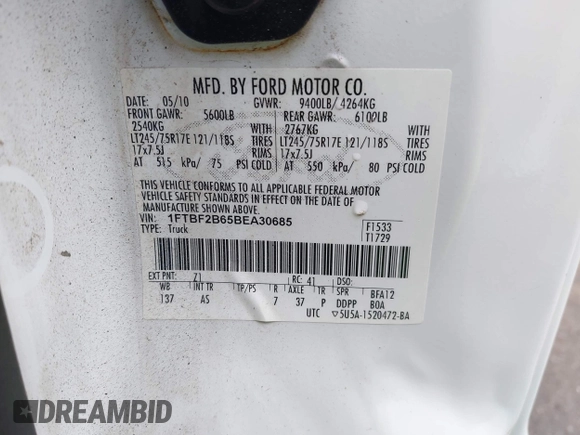 MFD. BY FORD MOTOR CO.
DATE: 05/10 GVWR: 9400LB/ 4264KG
FRONT GAWR: 5600LB REAR GAWR: 6100LB
2540KG WITH 2767KG WITH
LT245/75R17E 121/118S TIRES LT245/75R17E 121/118S TIRES
17x7.5J RIMS 17x7.5J RIMS
AT 515 kPa/ 75 PSI COLD AT 550 kPa/ 80 PSI COLD
THIS VEHICLE CONFORMS TO ALL APPLICABLE FEDERAL MOTOR
VEHICLE SAFETY STANDARDS IN EFFECT ON THE DATE OF
MANUFACTURE SHOWN ABOVE.
VIN: 1FTBF2B65BEA30685 F1533
TYPE: Truck T1729
EXT PNT: Z1 RC: 41 DSO:
WB INT TR TP/PS R AXLE TR SPR BFA12
137 AS 7 37 P DDPP BOA
UTC ▽5U5A-1520472-BA
DREAMBID